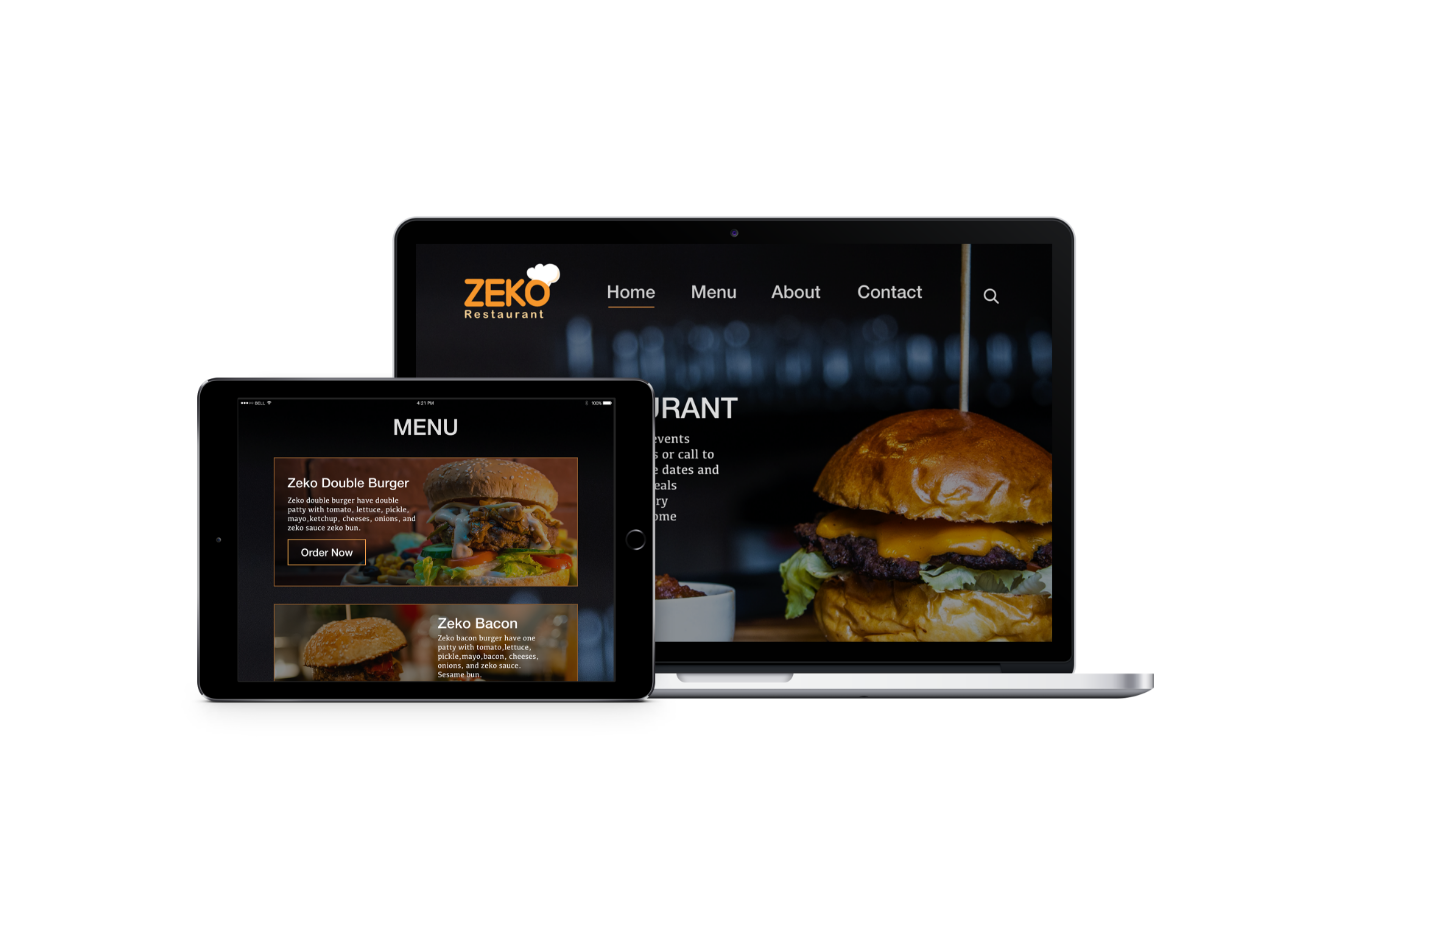 ZEKO
Restaurant
Home Menu About Contact
URANT
events
s or call to
e dates and
eals
ry
ome
BELL 4:21 PM 100%
MENU
Zeko Double Burger
Zeko double burger have double
patty with tomato, lettuce, pickle,
mayo,ketchup, cheeses, onions, and
zeko sauce zeko bun.
Order Now
Zeko Bacon
Zeko bacon burger have one
patty with tomato,lettuce,
pickle,mayo,bacon, cheeses,
onions, and zeko sauce.
Sesame bun.